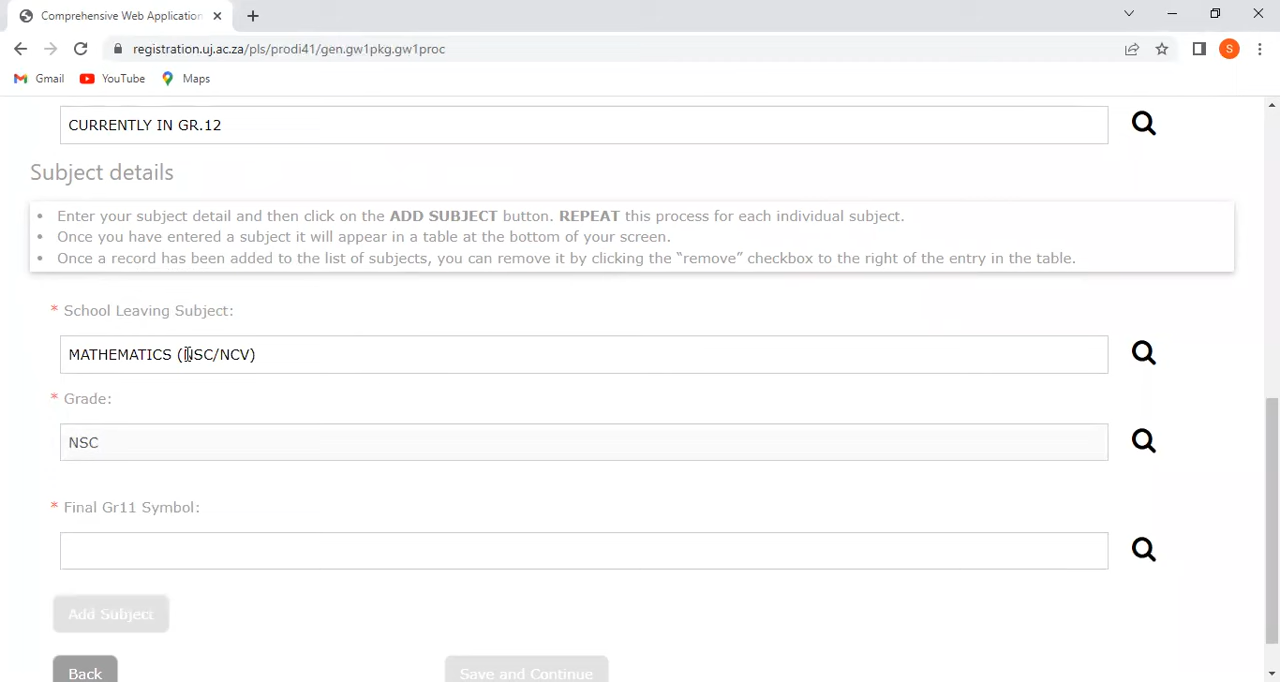 Comprehensive Web Application
registration.uj.ac.za/pls/prodi41/gen.gw1pkg.gw1proc
S
Gmail YouTube Maps
CURRENTLY IN GR.12
Subject details
• Enter your subject detail and then click on the ADD SUBJECT button. REPEAT this process for each individual subject.
• Once you have entered a subject it will appear in a table at the bottom of your screen.
• Once a record has been added to the list of subjects, you can remove it by clicking the “remove” checkbox to the right of the entry in the table.
* School Leaving Subject:
MATHEMATICS (NSC/NCV)
* Grade:
NSC
* Final Gr11 Symbol:
Add Subject
Back Save and Continue